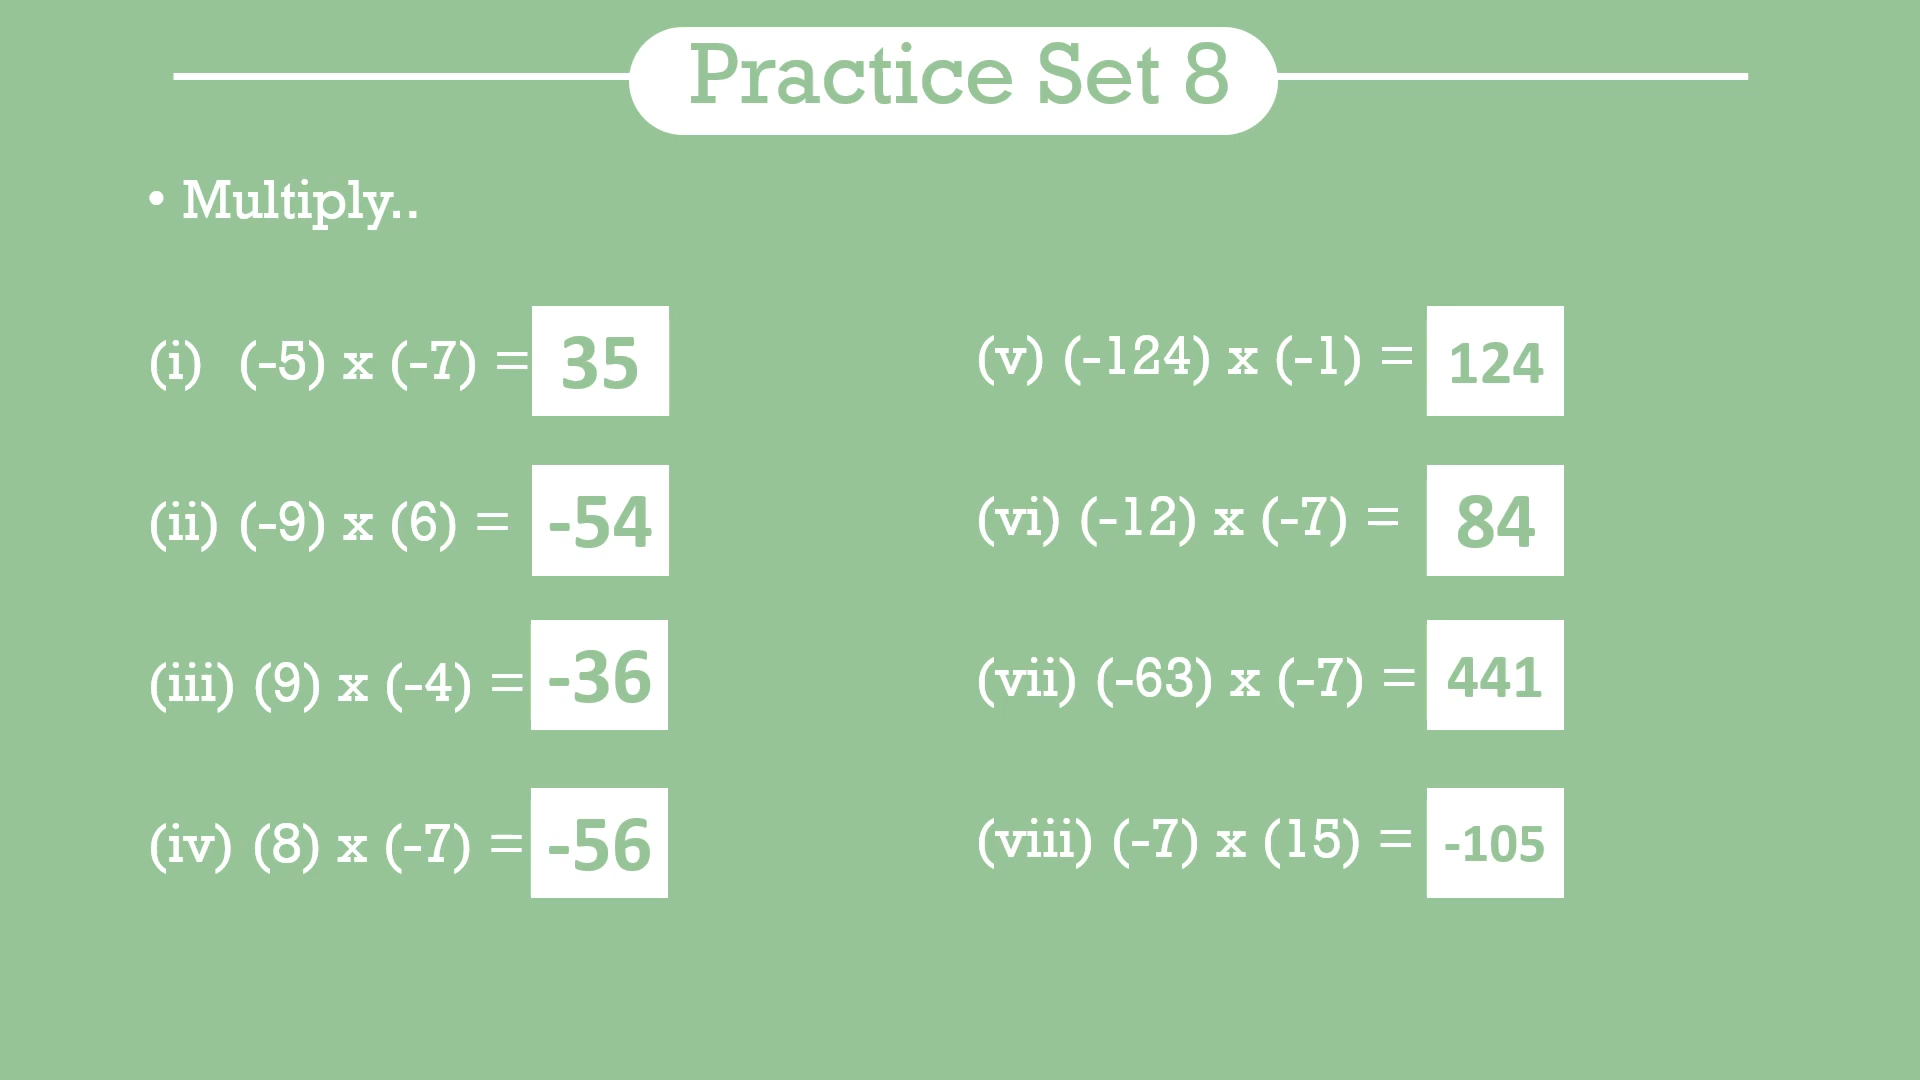 Practice Set 8
• Multiply..
(i) (-5) x (-7) = 35
(ii) (-9) x (6) = -54
(iii) (9) x (-4) = -36
(iv) (8) x (-7) = -56
(v) (-124) x (-1) = 124
(vi) (-12) x (-7) = 84
(vii) (-63) x (-7) = 441
(viii) (-7) x (15) = -105